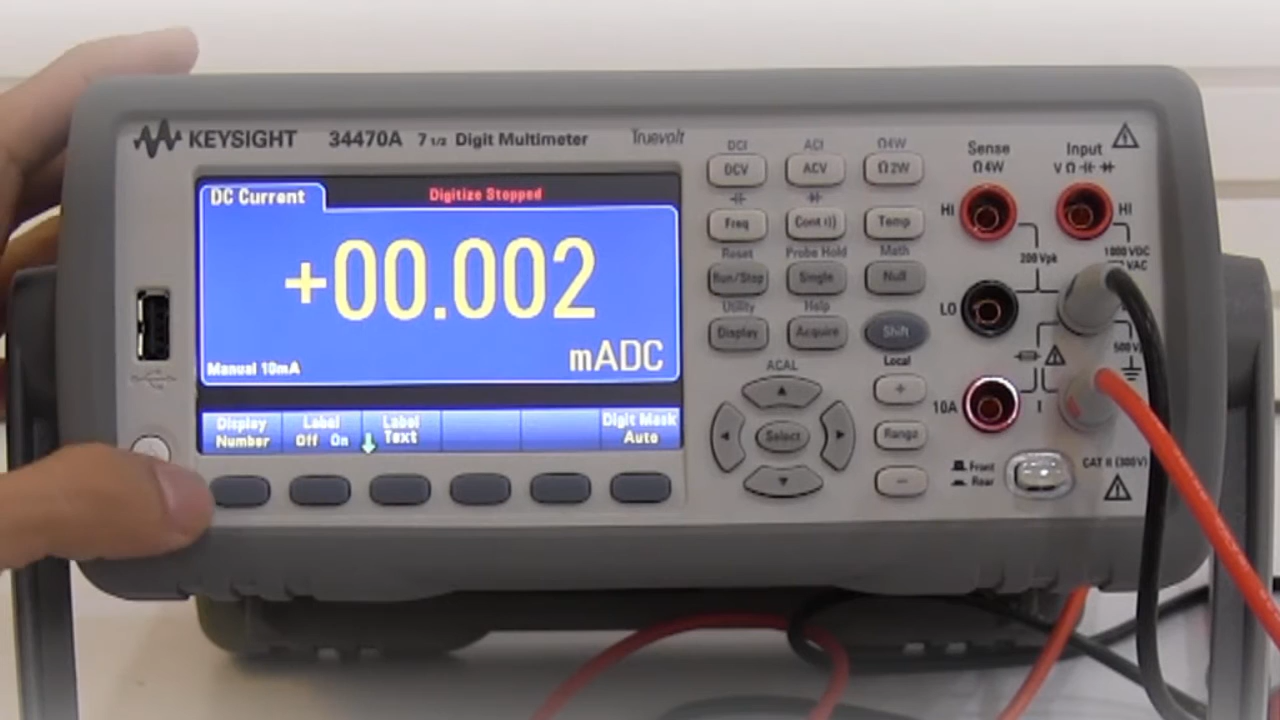 KEYSIGHT 34470A 7 1/2 Digit Multimeter Truevolt
DC Current Digitize Stopped
+00.002
mADC
Manual 10mA
Display Number
Label Off On
Label Text
Digit Mask Auto
DCI ACI Ω4W
DCV ACV Ω2W
Freq Cont Temp
Reset Probe Hold Math
Run/Stop Single Null
Utility Help
Display Acquire Shift
Local
ACAL
+
Select Range
−
Sense Ω4W
Input V Ω
HI HI
200 Vpk 1000 VDC
VAC
LO
500 V
10A I
Front
Rear
CAT II (300V)